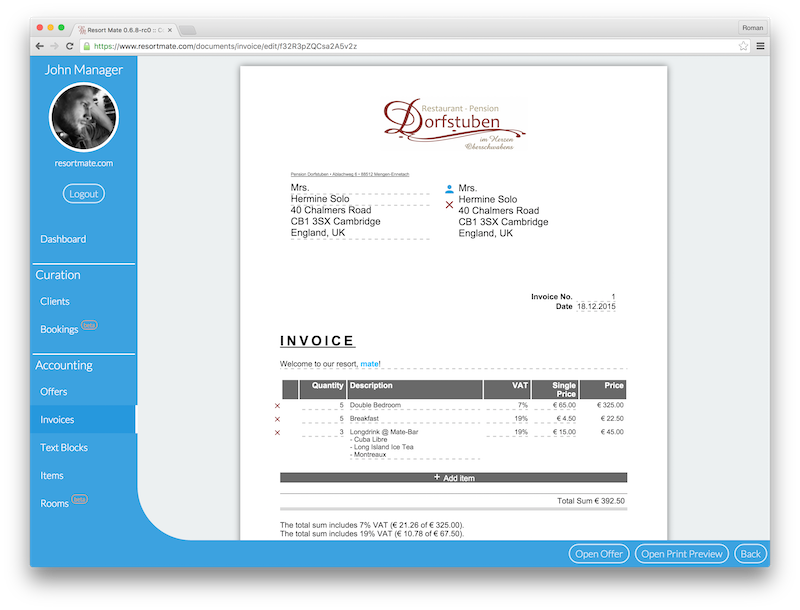 Resort Mate 0.6.8-rc0 :: C
Roman
https://www.resortmate.com/documents/invoice/edit/f32R3pZQCsa2A5v2z
John Manager
resortmate.com
Logout
Dashboard
Curation
Clients
Bookings beta
Accounting
Offers
Invoices
Text Blocks
Items
Rooms beta
Restaurant - Pension
Dorfstuben
im Herzen
Oberschwabens
Pension Dorfstuben • Ablachweg 6 • 88512 Mengen-Ennetach
Mrs.
Hermine Solo
40 Chalmers Road
CB1 3SX Cambridge
England, UK
Mrs.
Hermine Solo
40 Chalmers Road
CB1 3SX Cambridge
England, UK
Invoice No. 1
Date 18.12.2015
INVOICE
Welcome to our resort, mate!
Quantity Description VAT Single Price Price
5 Double Bedroom 7% € 65.00 € 325.00
5 Breakfast 19% € 4.50 € 22.50
3 Longdrink @ Mate-Bar 19% € 15.00 € 45.00
- Cuba Libre
- Long Island Ice Tea
- Montreaux
+ Add item
Total Sum € 392.50
The total sum includes 7% VAT (€ 21.26 of € 325.00).
The total sum includes 19% VAT (€ 10.78 of € 67.50).
Open Offer Open Print Preview Back